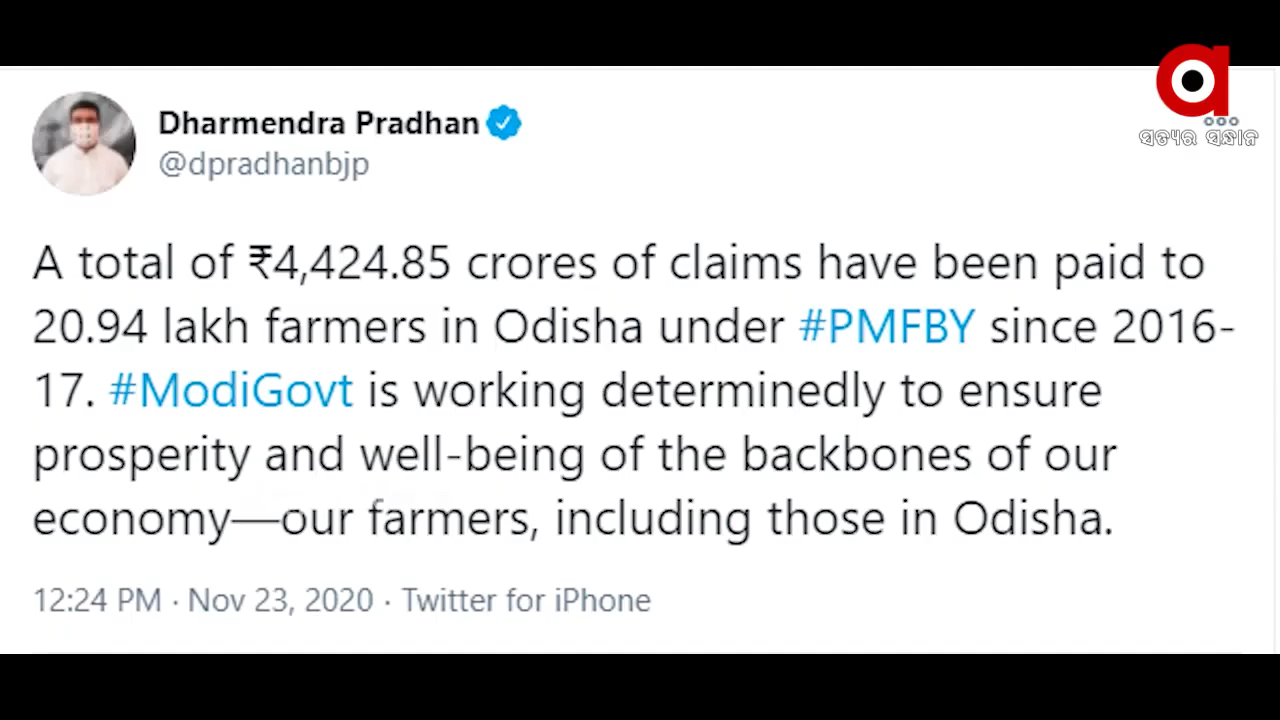 Dharmendra Pradhan
@dpradhanbjp
ସତ୍ୟର ସନ୍ଧାନ
A total of ₹4,424.85 crores of claims have been paid to
20.94 lakh farmers in Odisha under #PMFBY since 2016-
17. #ModiGovt is working determinedly to ensure
prosperity and well-being of the backbones of our
economy—our farmers, including those in Odisha.
12:24 PM · Nov 23, 2020 · Twitter for iPhone